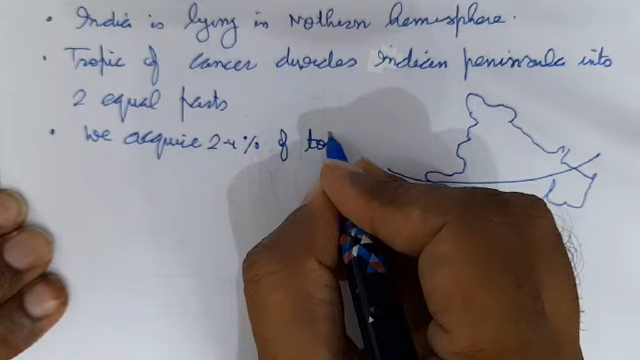 India is lying in Nothern hemisphere.
Tropic of cancer divides Indian peninsula into
2 equal parts
We acquire 2.4% of to